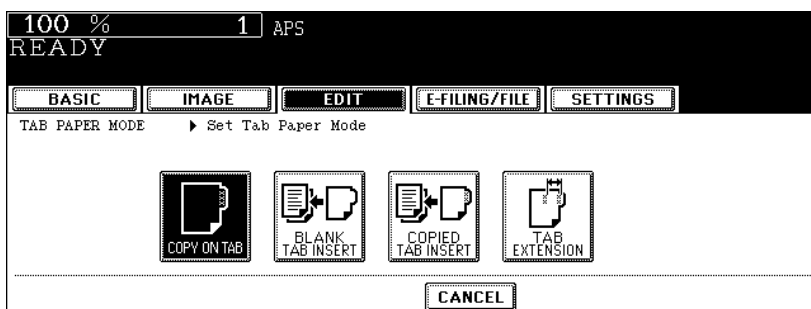 100 % 1 APS
READY
BASIC IMAGE EDIT E-FILING/FILE SETTINGS
TAB PAPER MODE ▶ Set Tab Paper Mode
COPY ON TAB
BLANK
TAB INSERT
COPIED
TAB INSERT
TAB
EXTENSION
CANCEL